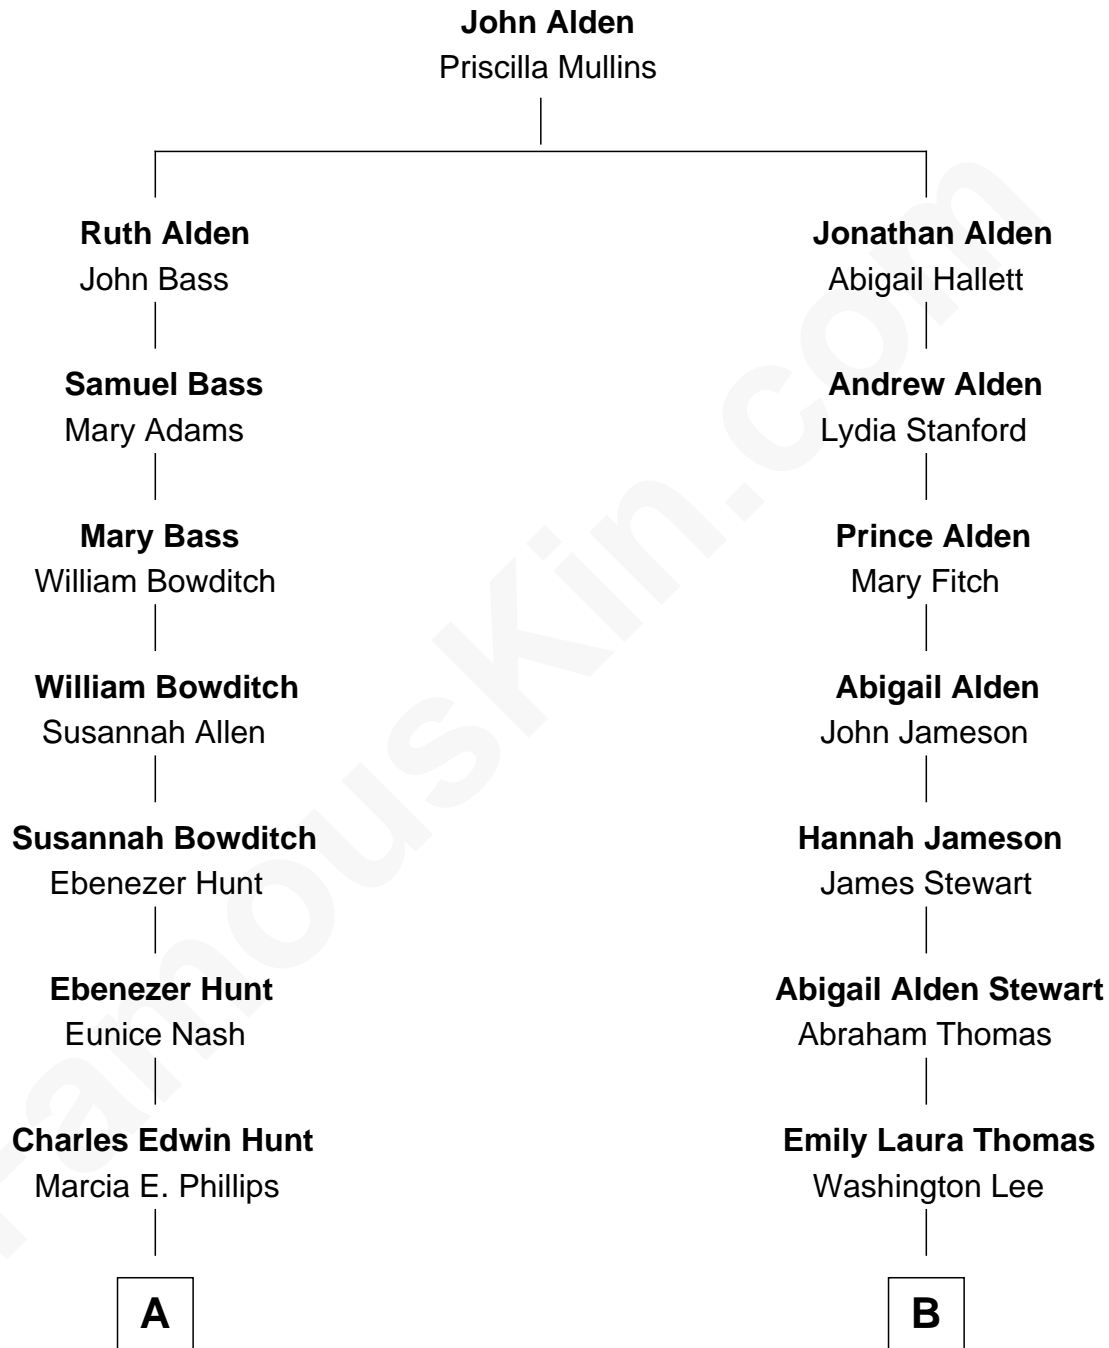 John Alden
Priscilla Mullins
Ruth Alden
John Bass
Jonathan Alden
Abigail Hallett
Samuel Bass
Mary Adams
Andrew Alden
Lydia Stanford
Mary Bass
William Bowditch
Prince Alden
Mary Fitch
William Bowditch
Susannah Allen
Abigail Alden
John Jameson
Susannah Bowditch
Ebenezer Hunt
Hannah Jameson
James Stewart
Ebenezer Hunt
Eunice Nash
Abigail Alden Stewart
Abraham Thomas
Charles Edwin Hunt
Marcia E. Phillips
Emily Laura Thomas
Washington Lee
A
B
FamousKin.com